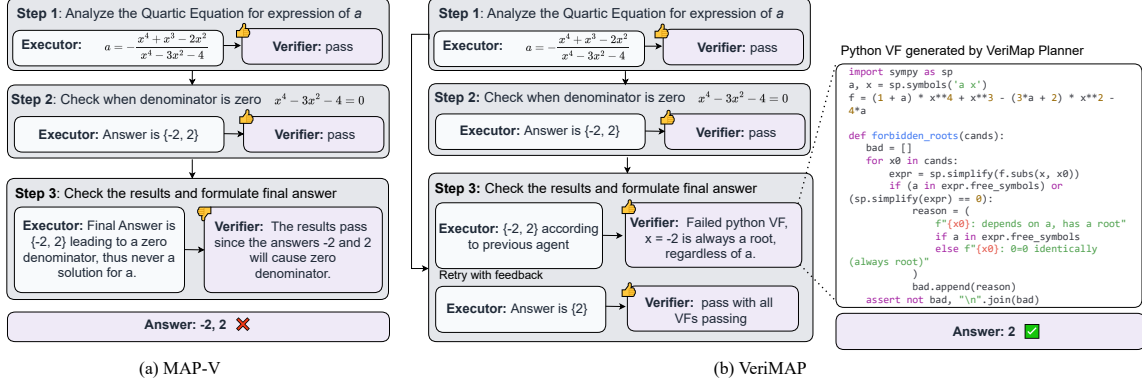 Step 1: Analyze the Quartic Equation for expression of a
Executor: a = − (x⁴ + x³ − 2x²) / (x⁴ − 3x² − 4)
Verifier: pass
Step 2: Check when denominator is zero x⁴ − 3x² − 4 = 0
Executor: Answer is {-2, 2}
Verifier: pass
Step 3: Check the results and formulate final answer
Executor: Final Answer is
{-2, 2} leading to a zero
denominator, thus never a
solution for a.
Verifier: The results pass
since the answers -2 and 2
will cause zero
denominator.
Answer: -2, 2 ❌
(a) MAP-V
Step 1: Analyze the Quartic Equation for expression of a
Executor: a = − (x⁴ + x³ − 2x²) / (x⁴ − 3x² − 4)
Verifier: pass
Step 2: Check when denominator is zero x⁴ − 3x² − 4 = 0
Executor: Answer is {-2, 2}
Verifier: pass
Step 3: Check the results and formulate final answer
Executor: {-2, 2} according
to previous agent
Verifier: Failed python VF,
x = -2 is always a root,
regardless of a.
Retry with feedback
Executor: Answer is {2}
Verifier: pass with all
VFs passing
Python VF generated by VeriMap Planner
import sympy as sp
a, x = sp.symbols('a x')
f = (1 + a) * x**4 + x**3 - (3*a + 2) * x**2 -
4*a
def forbidden_roots(cands):
bad = []
for x0 in cands:
expr = sp.simplify(f.subs(x, x0))
if (a in expr.free_symbols) or
(sp.simplify(expr) == 0):
reason = (
f"{x0}: depends on a, has a root"
if a in expr.free_symbols
else f"{x0}: 0=0 identically
(always root)"
)
bad.append(reason)
assert not bad, "\n".join(bad)
Answer: 2 ✅
(b) VeriMAP